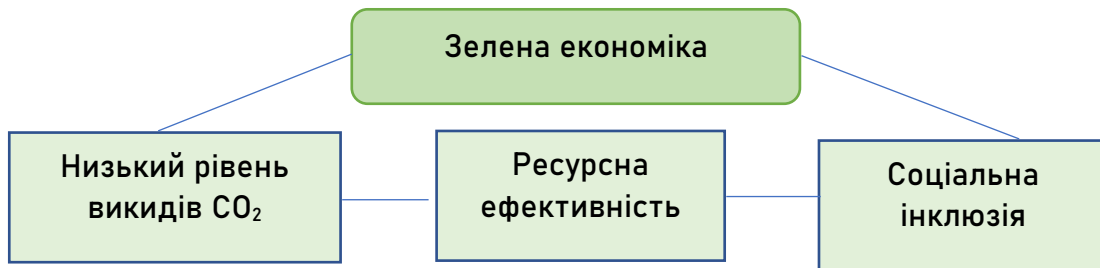 Зелена економіка
Низький рівень
викидів CO₂
Ресурсна
ефективність
Соціальна
інклюзія